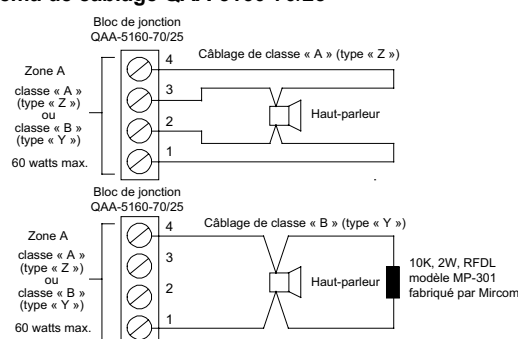 Bloc de jonction
QAA-5160-70/25
Câblage de classe « A » (type « Z »)
4
3
2
1
Zone A
classe « A »
(type « Z »)
ou
classe « B »
(type « Y »)
60 watts max.
Haut-parleur
Bloc de jonction
QAA-5160-70/25
Câblage de classe « B » (type « Y »)
4
3
2
1
Zone A
classe « A »
(type « Z »)
ou
classe « B »
(type « Y »)
60 watts max.
Haut-parleur
10K, 2W, RFDL
modèle MP-301
fabriqué par Mircom